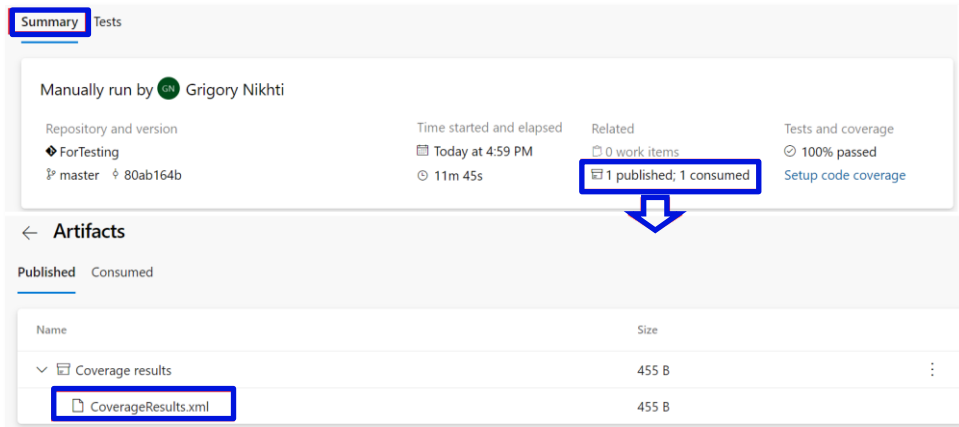 Summary Tests
Manually run by GN Grigory Nikhti
Repository and version
ForTesting
master 80ab164b
Time started and elapsed
Today at 4:59 PM
11m 45s
Related
0 work items
1 published; 1 consumed
Tests and coverage
100% passed
Setup code coverage
← Artifacts
Published Consumed
Name Size
Coverage results 455 B
CoverageResults.xml 455 B